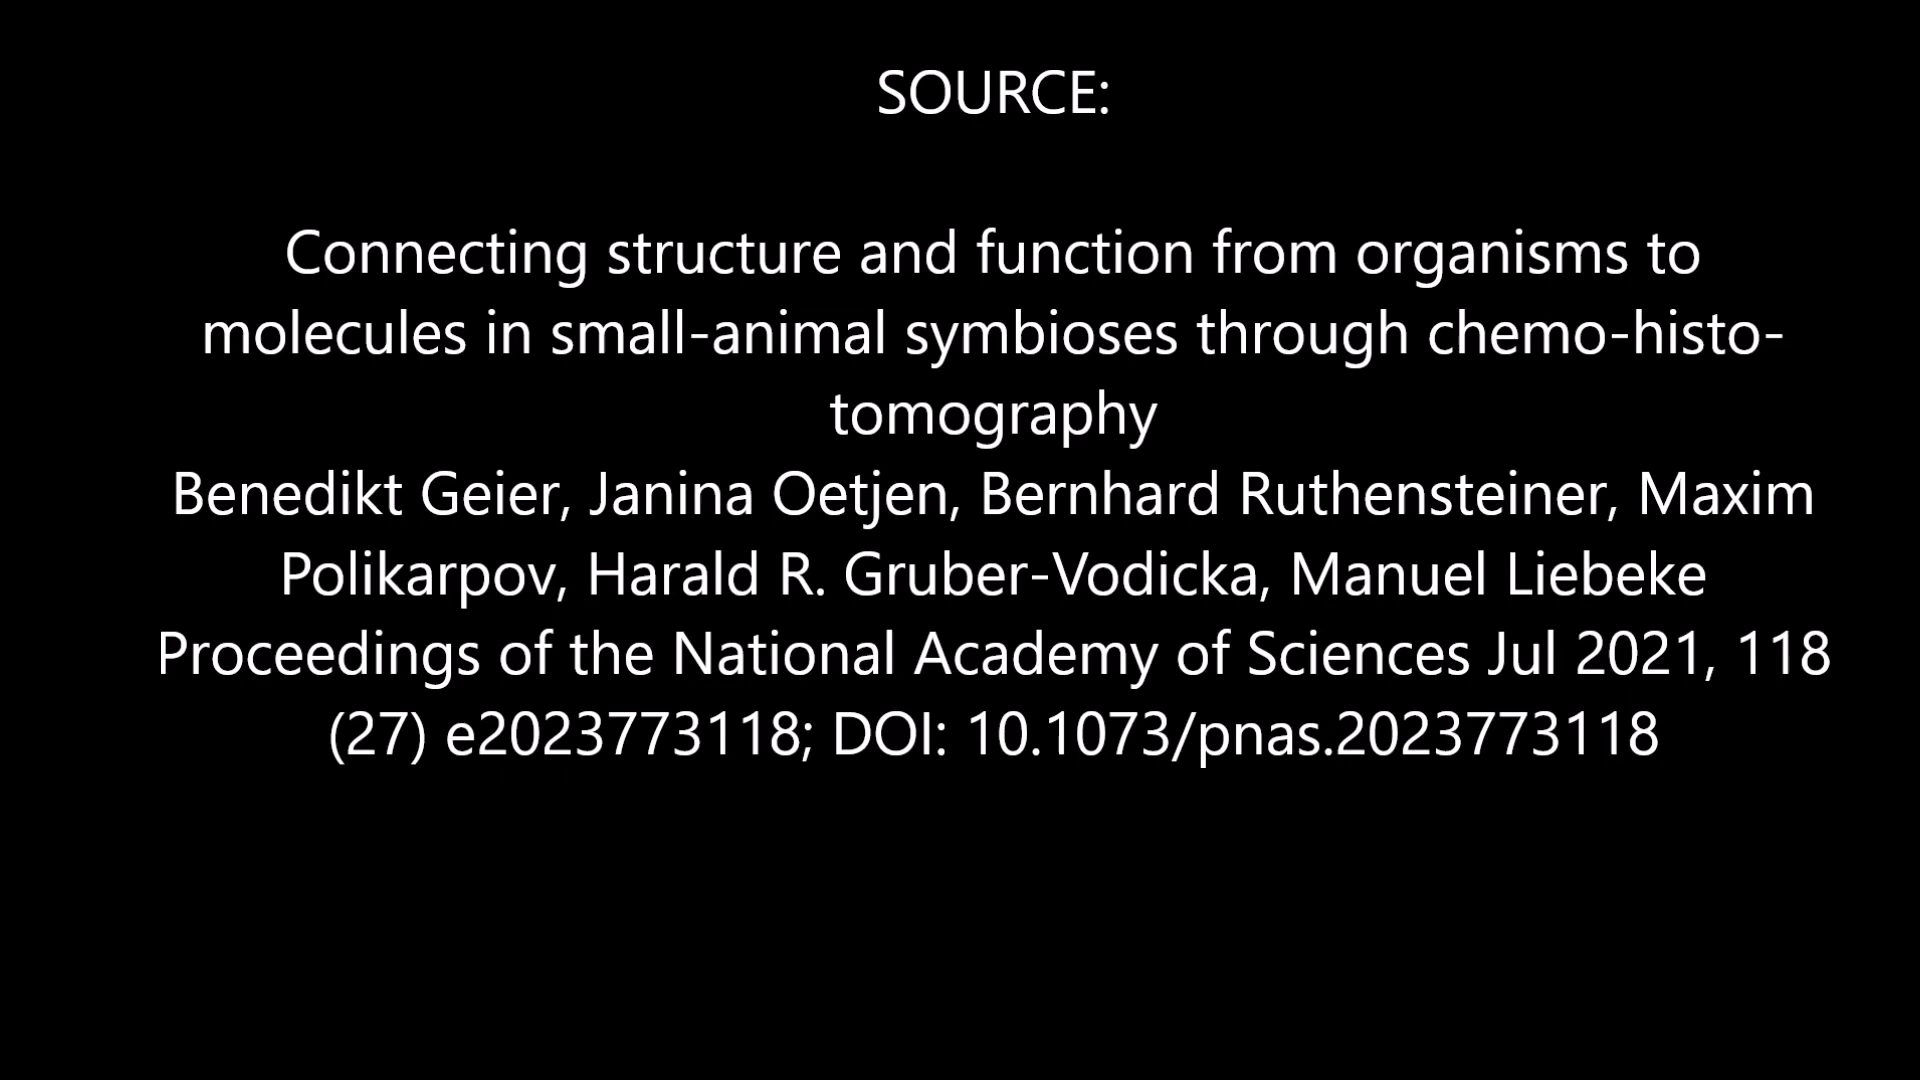 SOURCE:
Connecting structure and function from organisms to
molecules in small-animal symbioses through chemo-histo-
tomography
Benedikt Geier, Janina Oetjen, Bernhard Ruthensteiner, Maxim
Polikarpov, Harald R. Gruber-Vodicka, Manuel Liebeke
Proceedings of the National Academy of Sciences Jul 2021, 118
(27) e2023773118; DOI: 10.1073/pnas.2023773118